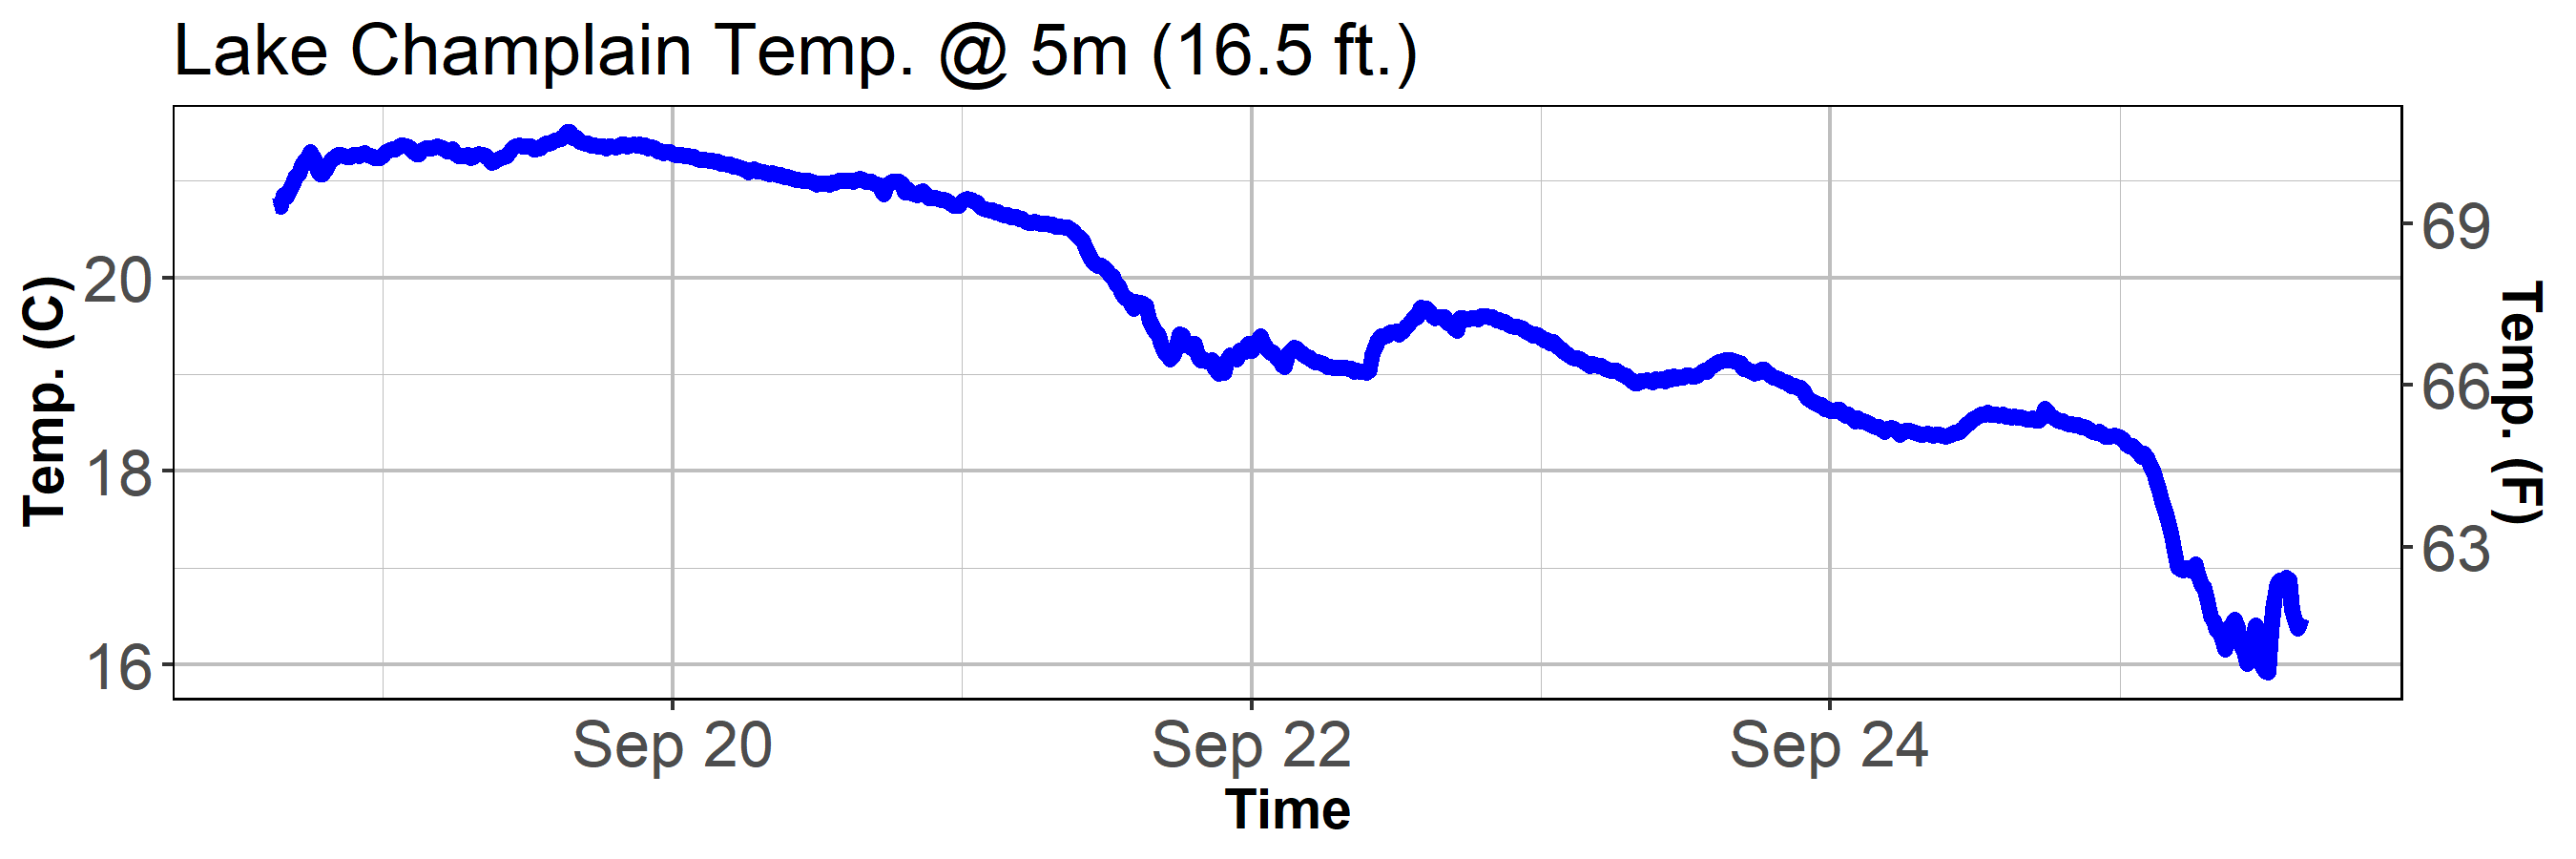 Lake Champlain Temp. @ 5m (16.5 ft.)
Temp. (C)
20
18
16
69
66
63
Temp. (F)
Sep 20
Sep 22
Sep 24
Time